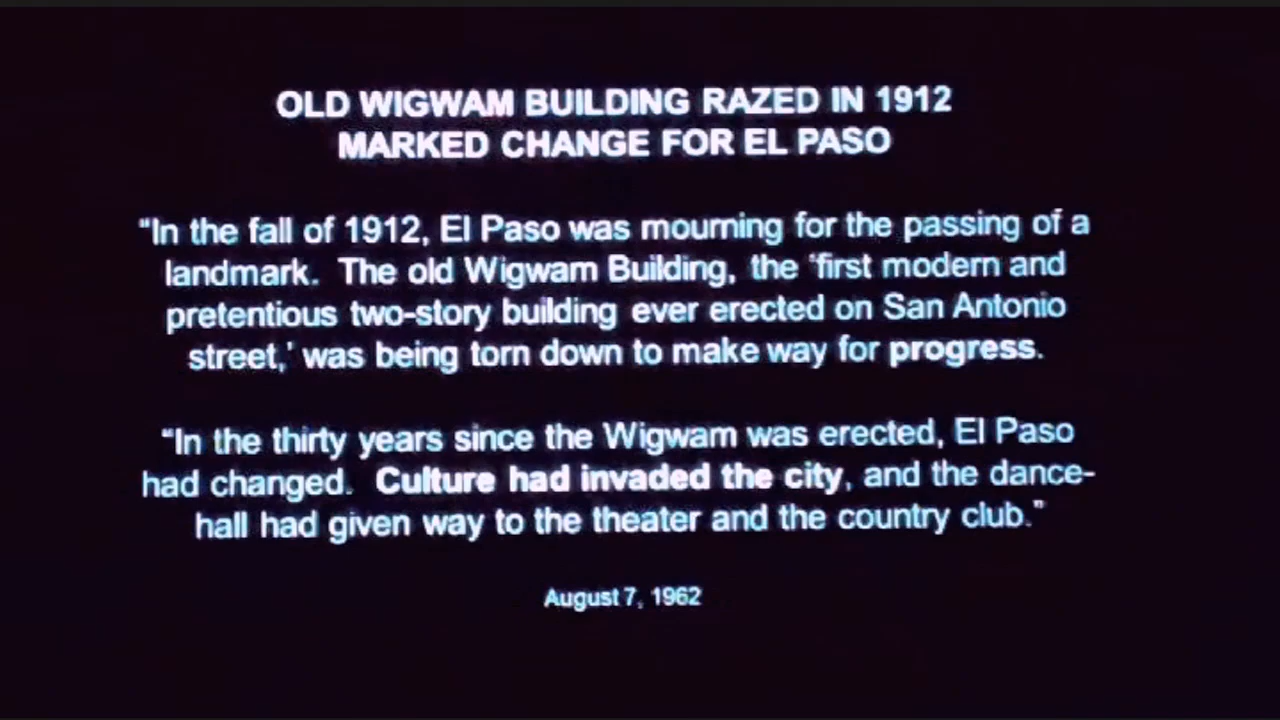 OLD WIGWAM BUILDING RAZED IN 1912
MARKED CHANGE FOR EL PASO
“In the fall of 1912, El Paso was mourning for the passing of a
landmark. The old Wigwam Building, the ‘first modern and
pretentious two-story building ever erected on San Antonio
street,’ was being torn down to make way for progress.
“In the thirty years since the Wigwam was erected, El Paso
had changed. Culture had invaded the city, and the dance-
hall had given way to the theater and the country club.”
August 7, 1962